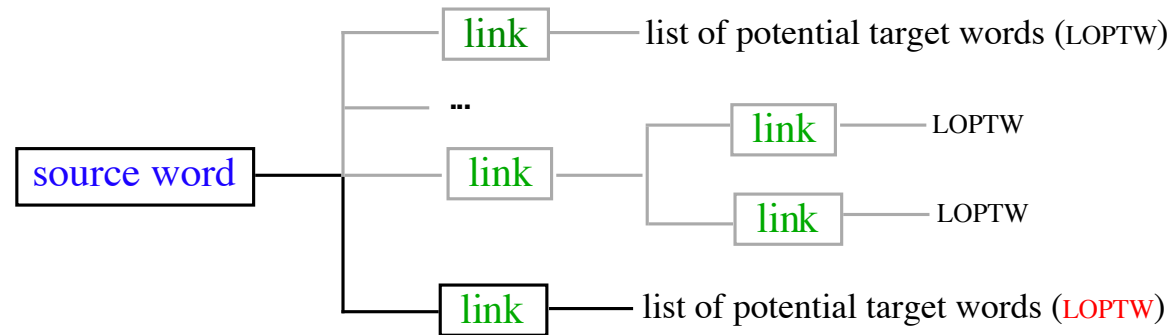 link
list of potential target words (LOPTW)
...
link
LOPTW
source word
link
link
LOPTW
link
list of potential target words (LOPTW)